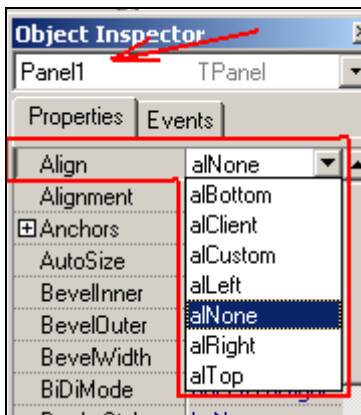 Object Inspector
Panel1 TPanel
Properties Events
Align alNone
Alignment alBottom
Anchors alClient
AutoSize alCustom
BevelInner alLeft
BevelOuter alNone
BevelWidth alRight
BiDiMode alTop